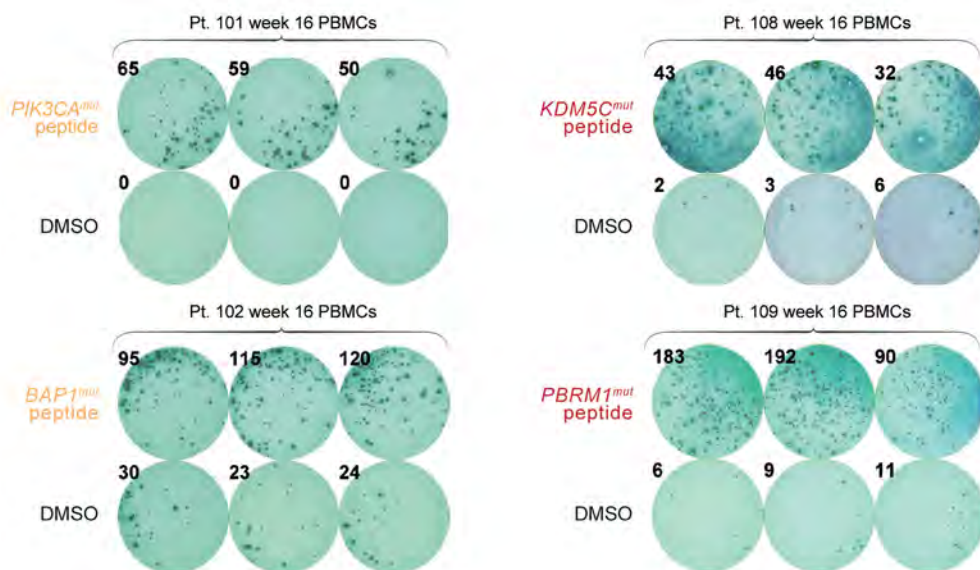 Pt. 101 week 16 PBMCs
PIK3CAᵐᵘᵗ
peptide
65 59 50
DMSO
0 0 0
Pt. 108 week 16 PBMCs
KDM5Cᵐᵘᵗ
peptide
43 46 32
DMSO
2 3 6
Pt. 102 week 16 PBMCs
BAP1ᵐᵘᵗ
peptide
95 115 120
DMSO
30 23 24
Pt. 109 week 16 PBMCs
PBRM1ᵐᵘᵗ
peptide
183 192 90
DMSO
6 9 11